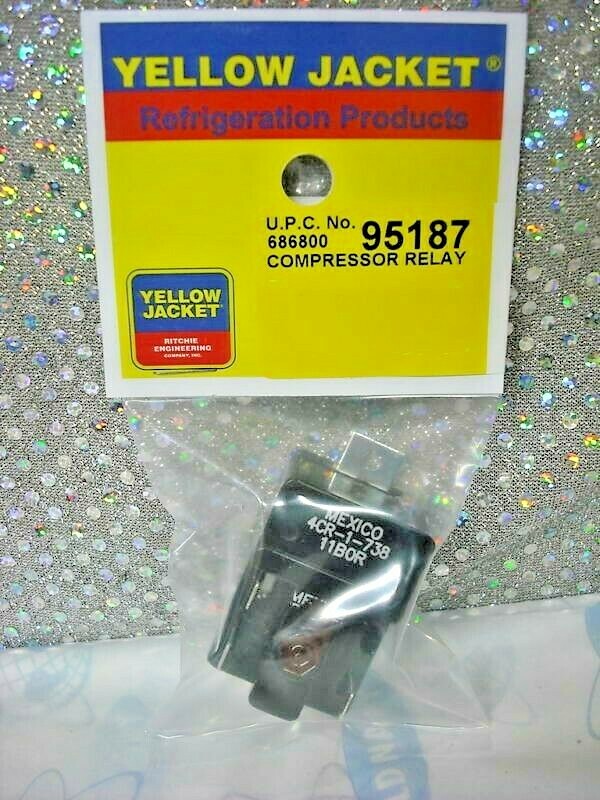 YELLOW JACKET®
Refrigeration Products
U.P.C. No.
686800 95187
COMPRESSOR RELAY
YELLOW
JACKET®
RITCHIE
ENGINEERING
COMPANY, INC.
MEXICO
4CR-1-738
11B0R